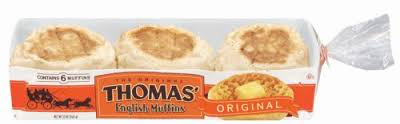 CONTAINS 6 MUFFINS
THE ORIGINAL
THOMAS'
English Muffins
ORIGINAL